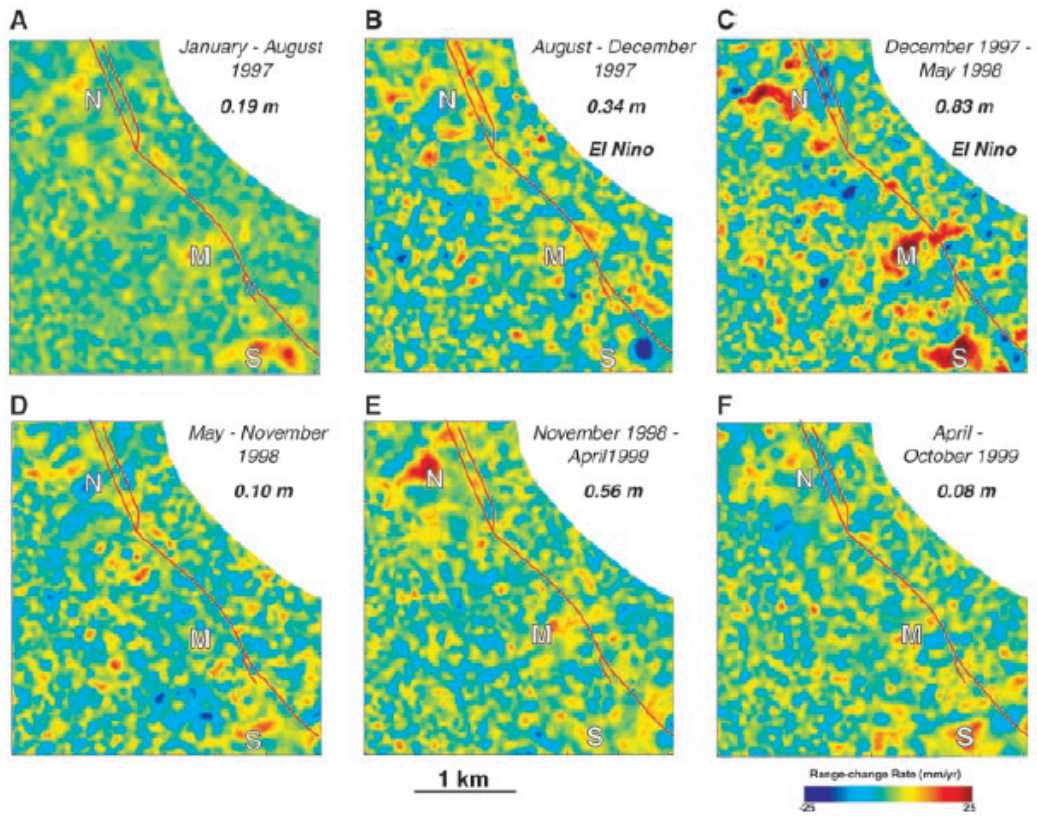 A
January - August
1997
0.19 m
N
M
S
B
August - December
1997
0.34 m
El Nino
N
M
S
C
December 1997 -
May 1998
0.83 m
El Nino
N
M
S
D
May - November
1998
0.10 m
N
M
S
E
November 1998 -
April1999
0.56 m
N
M
S
F
April -
October 1999
0.08 m
N
M
S
1 km
Range-change Rate (mm/yr)
-25 25